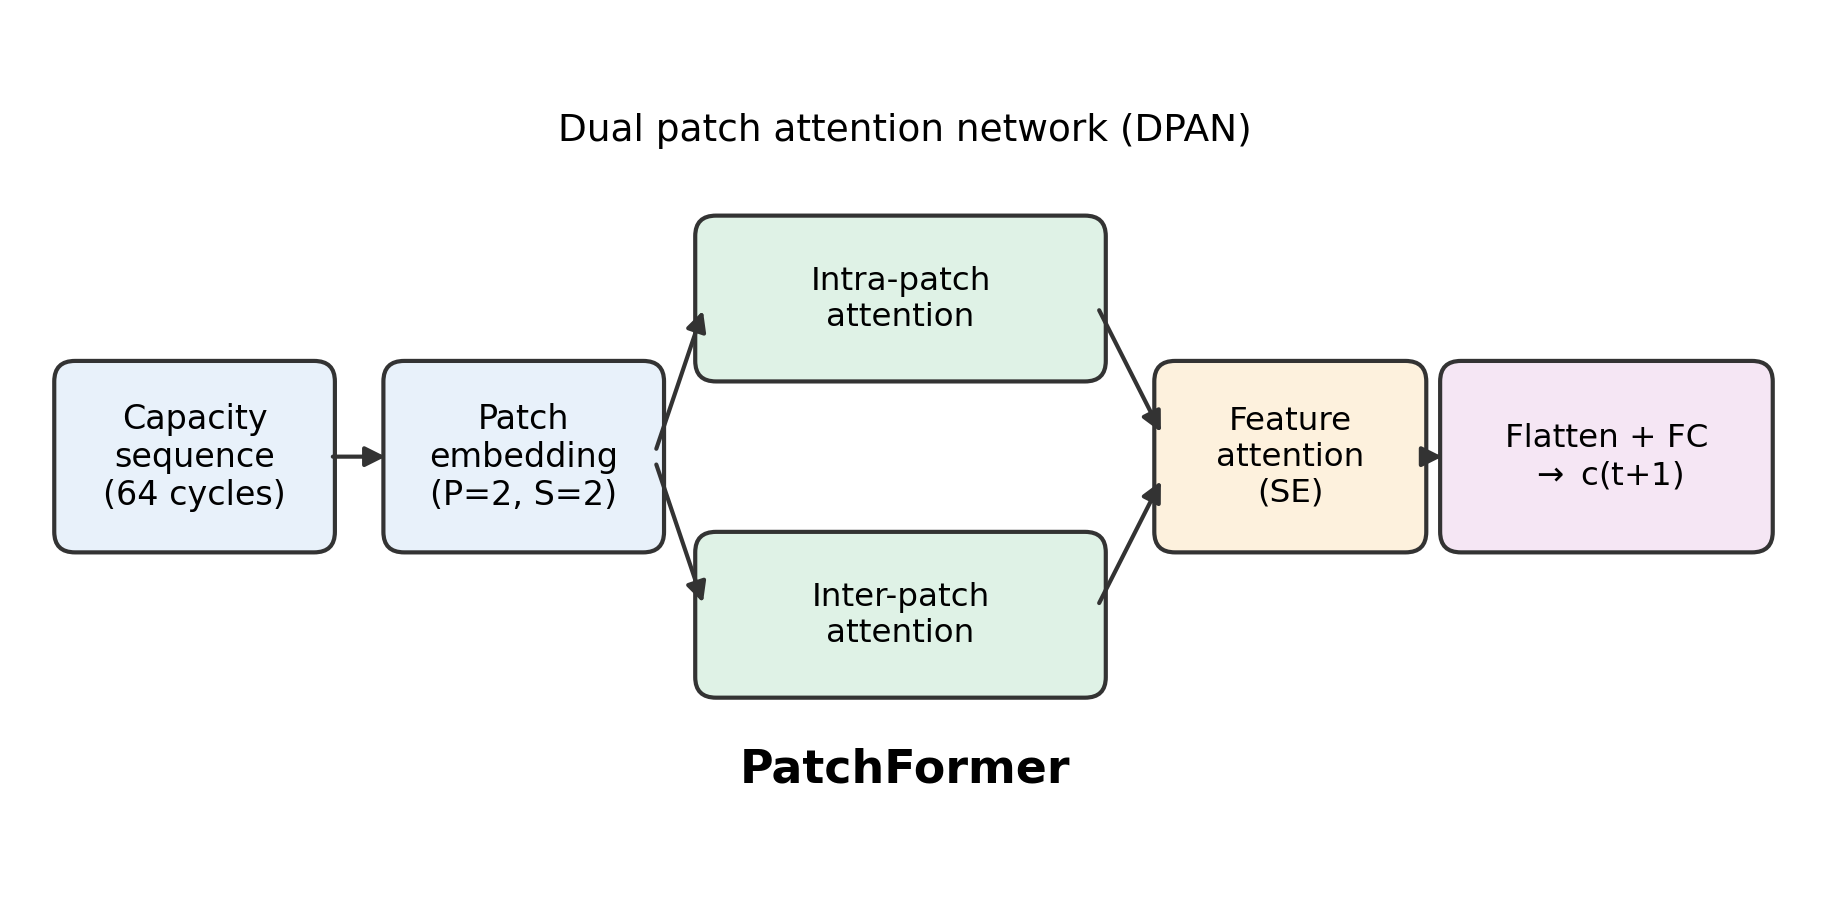 Dual patch attention network (DPAN)
Capacity
sequence
(64 cycles)
Patch
embedding
(P=2, S=2)
Intra-patch
attention
Inter-patch
attention
Feature
attention
(SE)
Flatten + FC
→ c(t+1)
PatchFormer